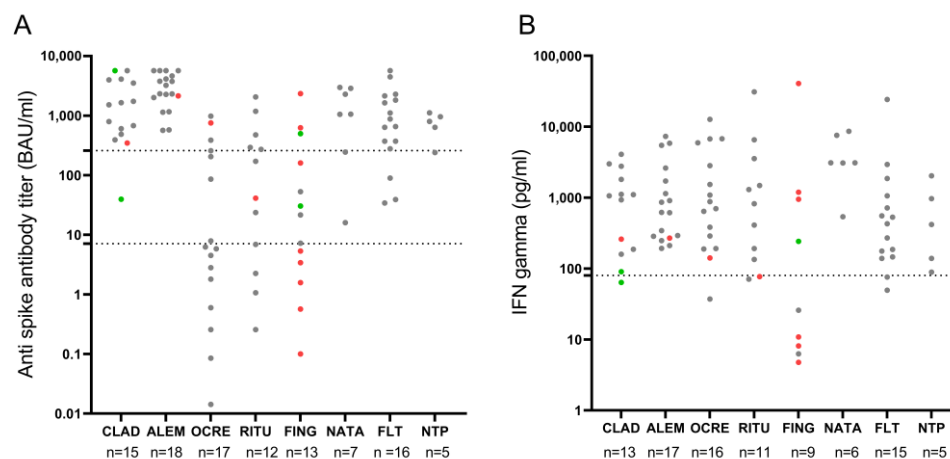 A
Anti spike antibody titer (BAU/ml)
10,000
1,000
100
10
1
0.1
0.01
CLAD ALEM OCRE RITU FING NATA FLT NTP
n=15 n=18 n=17 n=12 n=13 n=7 n=16 n=5
B
IFN gamma (pg/ml)
100,000
10,000
1,000
100
10
1
CLAD ALEM OCRE RITU FING NATA FLT NTP
n=13 n=17 n=16 n=11 n=9 n=6 n=15 n=5